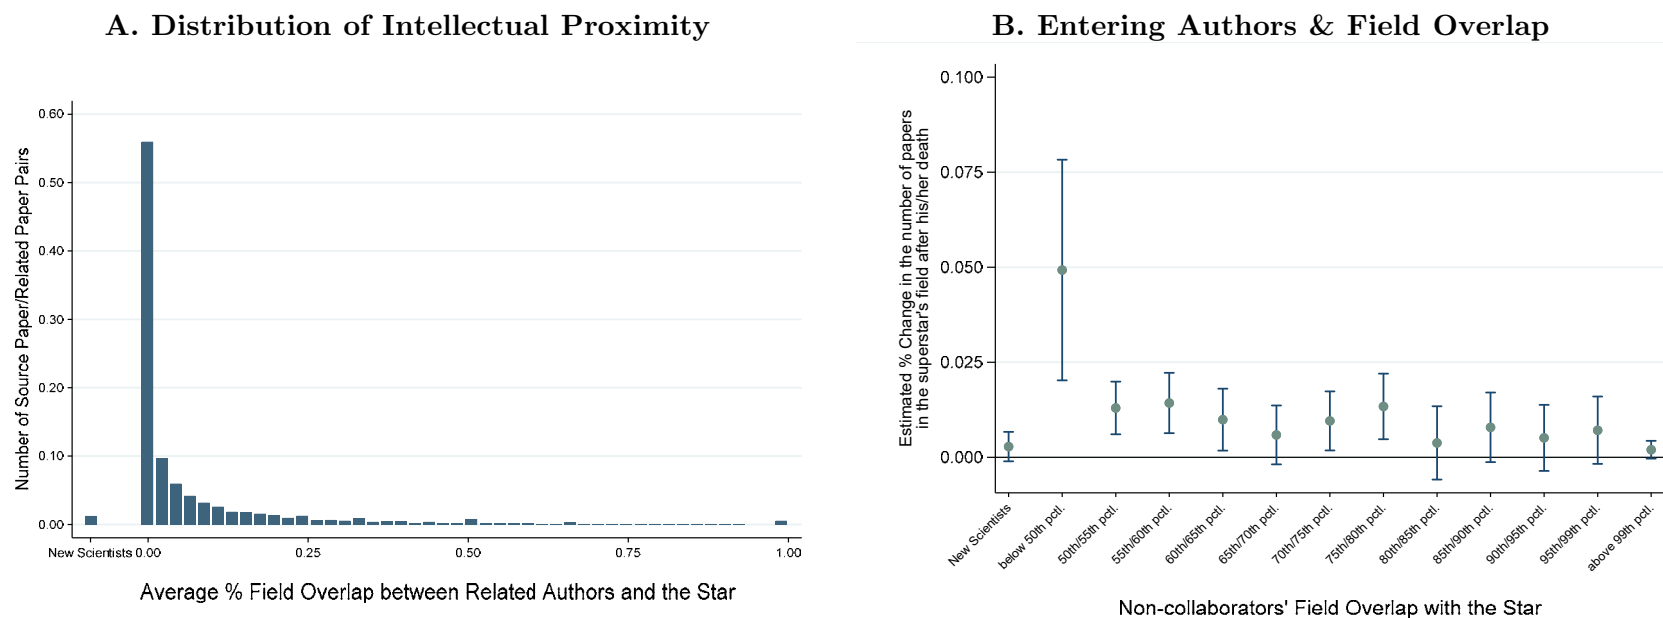 A. Distribution of Intellectual Proximity
Number of Source Paper/Related Paper Pairs
0.60
0.50
0.40
0.30
0.20
0.10
0.00
New Scientists 0.00 0.25 0.50 0.75 1.00
Average % Field Overlap between Related Authors and the Star
B. Entering Authors & Field Overlap
Estimated % Change in the number of papers
in the superstar's field after his/her death
0.100
0.075
0.050
0.025
0.000
New Scientists
below 50th pctl.
50th/55th pctl.
55th/60th pctl.
60th/65th pctl.
65th/70th pctl.
70th/75th pctl.
75th/80th pctl.
80th/85th pctl.
85th/90th pctl.
90th/95th pctl.
95th/99th pctl.
above 99th pctl.
Non-collaborators' Field Overlap with the Star